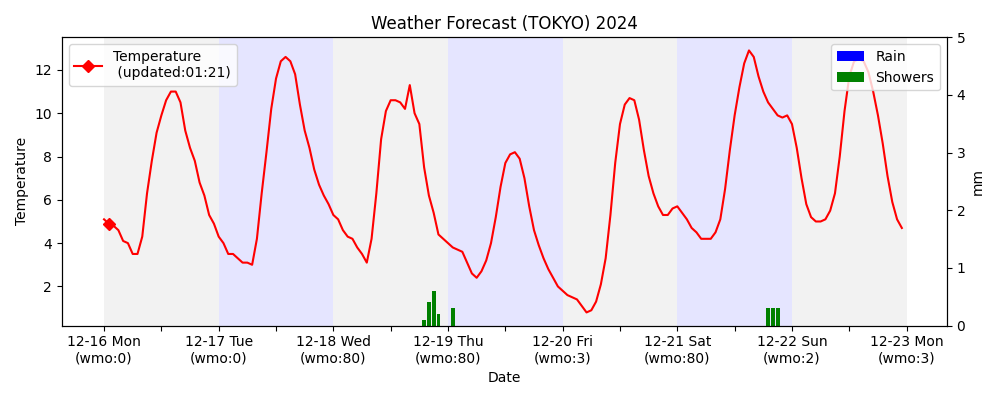 Weather Forecast (TOKYO) 2024
Temperature
(updated:01:21)
Rain
Showers
Temperature
12
10
8
6
4
2
5
4
3
2
1
0
mm
12-16 Mon
(wmo:0)
12-17 Tue
(wmo:0)
12-18 Wed
(wmo:80)
12-19 Thu
(wmo:80)
12-20 Fri
(wmo:3)
12-21 Sat
(wmo:80)
12-22 Sun
(wmo:2)
12-23 Mon
(wmo:3)
Date